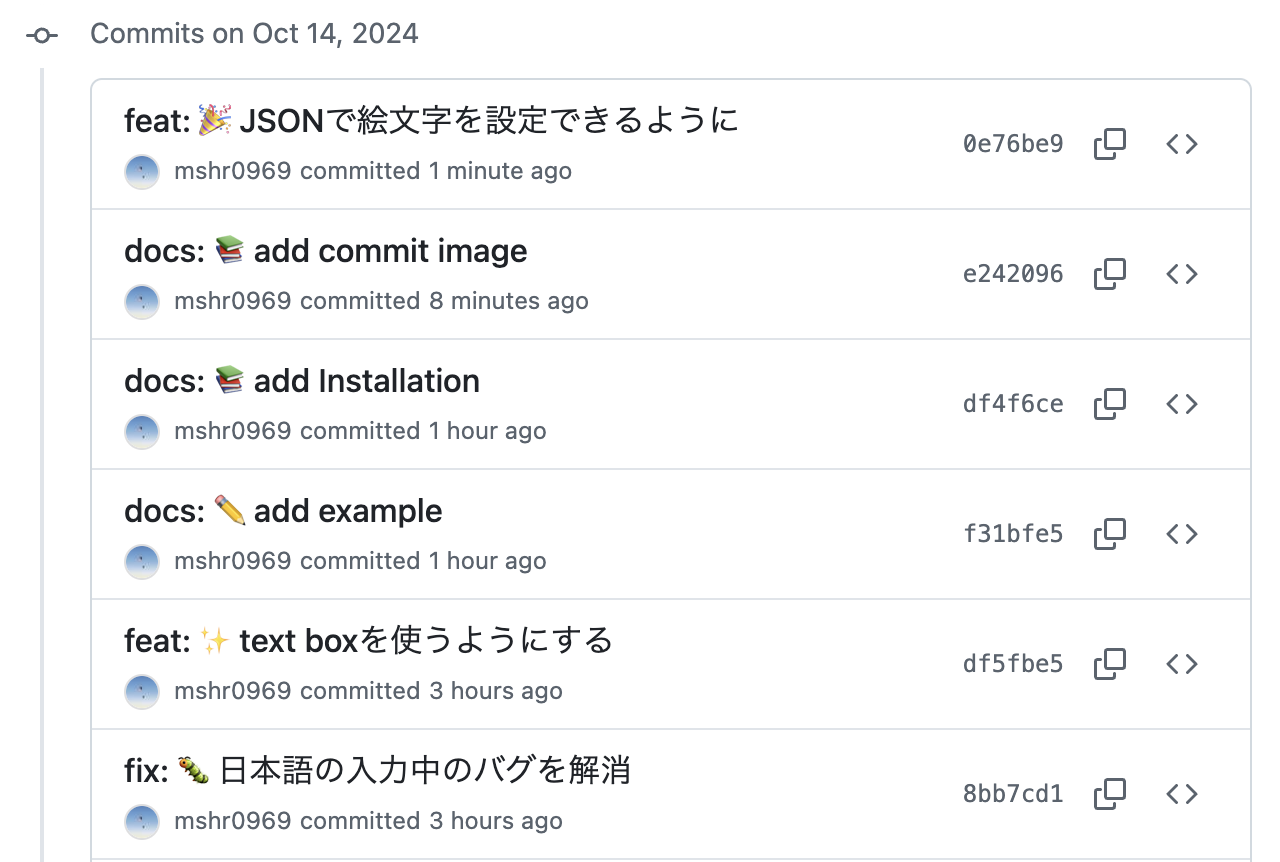 Commits on Oct 14, 2024
feat: 🎉 JSONで絵文字を設定できるように
0e76be9
mshr0969 committed 1 minute ago
docs: 📚 add commit image
e242096
mshr0969 committed 8 minutes ago
docs: 📚 add Installation
df4f6ce
mshr0969 committed 1 hour ago
docs: ✏️ add example
f31bfe5
mshr0969 committed 1 hour ago
feat: ✨ text boxを使うようにする
df5fbe5
mshr0969 committed 3 hours ago
fix: 🐛 日本語の入力中のバグを解消
8bb7cd1
mshr0969 committed 3 hours ago